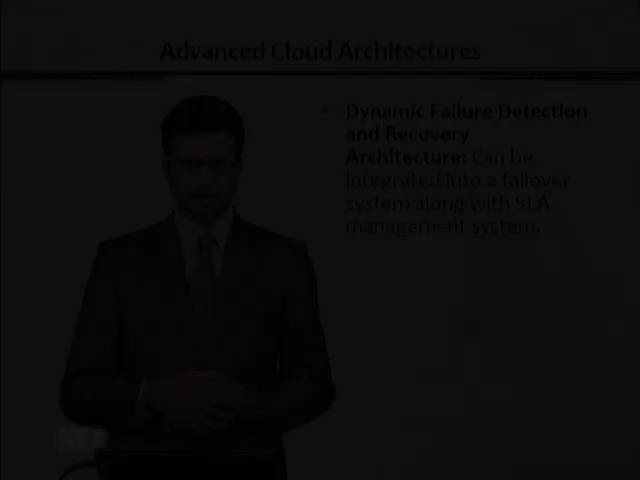 Advanced Cloud Architectures
• Dynamic Failure Detection
and Recovery
Architecture: Can be
integrated into a failover
system along with SLA
management system.